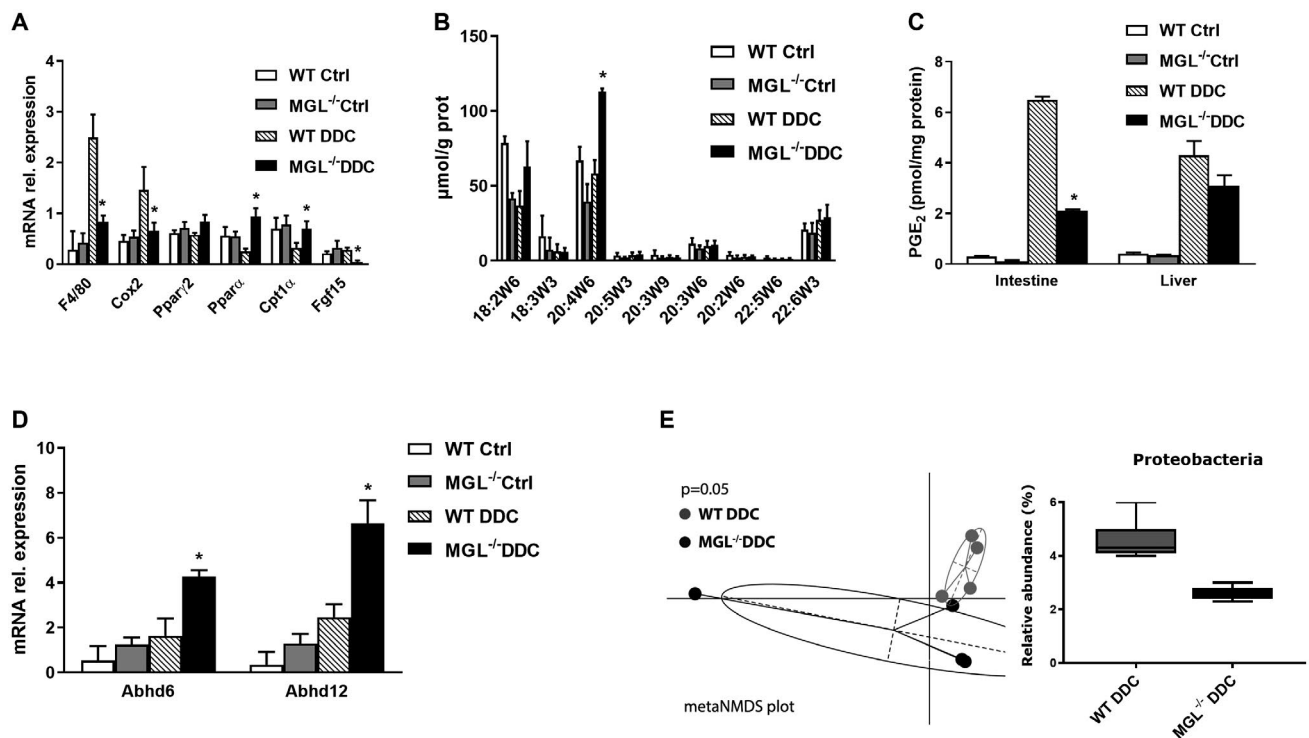 A
mRNA rel. expression
4
3
2
1
0
WT Ctrl
MGL-/-Ctrl
WT DDC
MGL-/-DDC
*
*
*
*
*
F4/80
Cox2
Pparγ2
Pparα
Cpt1α
Fgf15
B
µmol/g prot
150
100
50
0
WT Ctrl
MGL-/-Ctrl
WT DDC
MGL-/-DDC
*
18:2W6
18:3W3
20:4W6
20:5W3
20:3W9
20:3W6
20:2W6
22:5W6
22:6W3
C
PGE2 (pmol/mg protein)
8
6
4
2
0
WT Ctrl
MGL-/-Ctrl
WT DDC
MGL-/-DDC
*
Intestine
Liver
D
mRNA rel. expression
10
8
6
4
2
0
WT Ctrl
MGL-/-Ctrl
WT DDC
MGL-/-DDC
*
*
Abhd6
Abhd12
E
p=0.05
WT DDC
MGL-/-DDC
metaNMDS plot
Proteobacteria
Relative abundance (%)
6
4
2
0
WT DDC
MGL-/- DDC